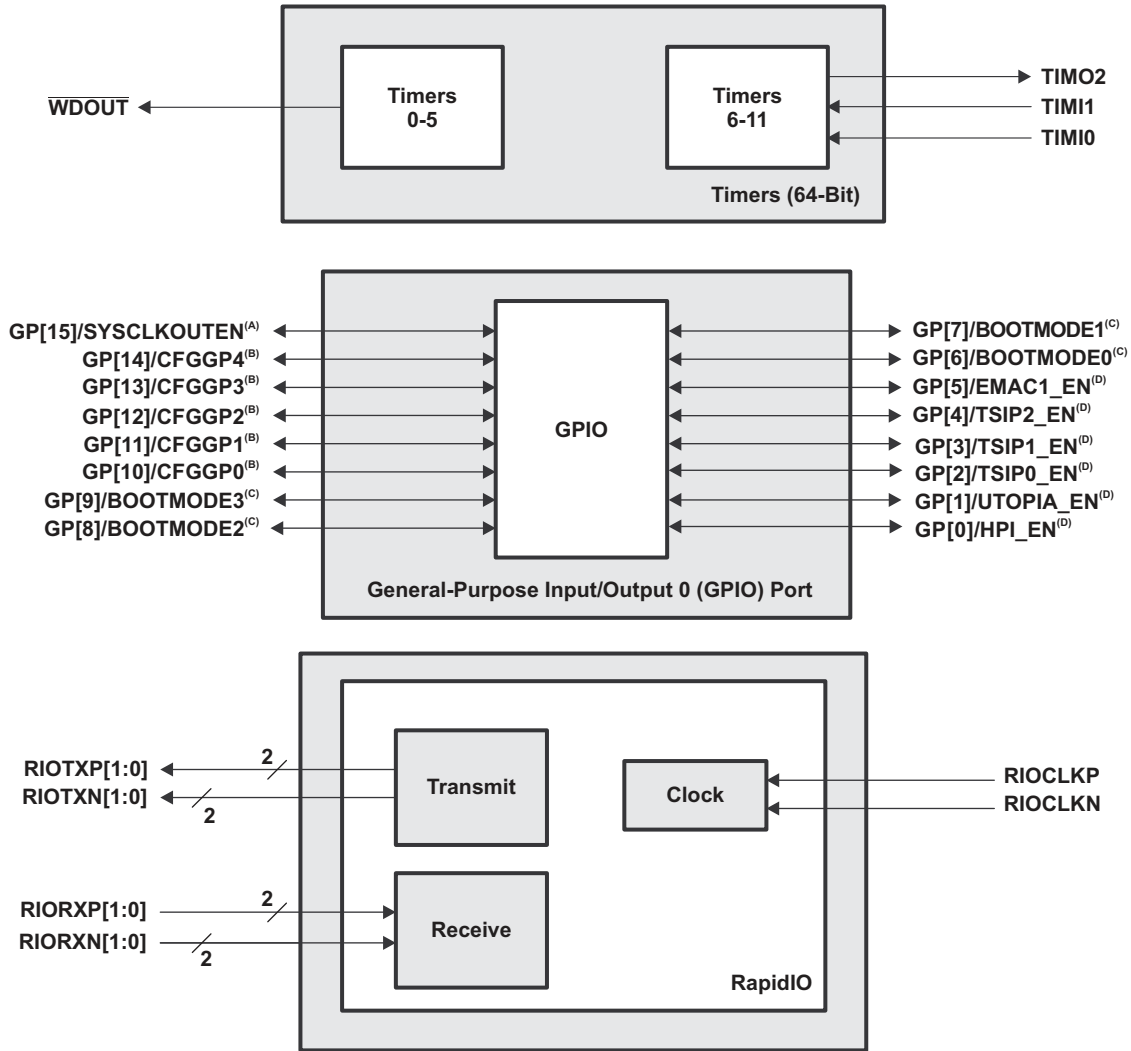 WDOUT
Timers
0-5
Timers
6-11
TIMO2
TIMI1
TIMI0
Timers (64-Bit)
GP[15]/SYSCLKOUTEN(A)
GP[14]/CFGGP4(B)
GP[13]/CFGGP3(B)
GP[12]/CFGGP2(B)
GP[11]/CFGGP1(B)
GP[10]/CFGGP0(B)
GP[9]/BOOTMODE3(C)
GP[8]/BOOTMODE2(C)
GPIO
GP[7]/BOOTMODE1(C)
GP[6]/BOOTMODE0(C)
GP[5]/EMAC1_EN(D)
GP[4]/TSIP2_EN(D)
GP[3]/TSIP1_EN(D)
GP[2]/TSIP0_EN(D)
GP[1]/UTOPIA_EN(D)
GP[0]/HPI_EN(D)
General-Purpose Input/Output 0 (GPIO) Port
RIOTXP[1:0]
2
RIOTXN[1:0]
2
Transmit
Clock
RIOCLKP
RIOCLKN
RIORXP[1:0]
2
RIORXN[1:0]
2
Receive
RapidIO